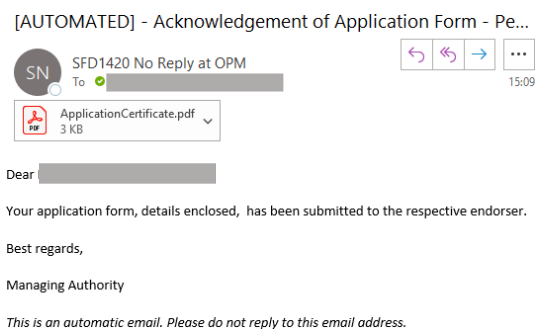 [AUTOMATED] - Acknowledgement of Application Form - Pe...
SN
SFD1420 No Reply at OPM
To
15:09
ApplicationCertificate.pdf
PDF
3 KB
Dear
Your application form, details enclosed, has been submitted to the respective endorser.
Best regards,
Managing Authority
This is an automatic email. Please do not reply to this email address.